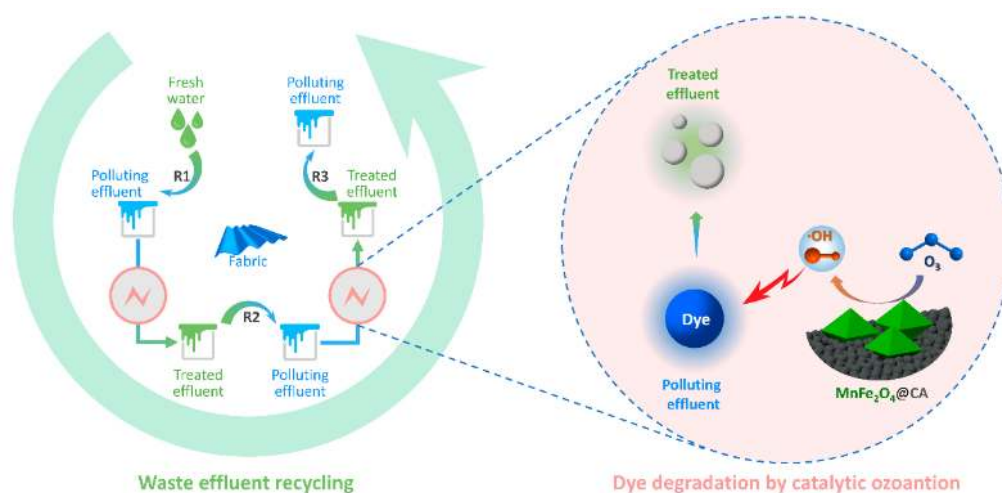 Fresh
water
Polluting
effluent
R1
Polluting
effluent
R3
Treated
effluent
Fabric
R2
Treated
effluent
Polluting
effluent
Waste effluent recycling
Treated
effluent
·OH
O₃
Dye
Polluting
effluent
MnFe₂O₄@CA
Dye degradation by catalytic ozoantion